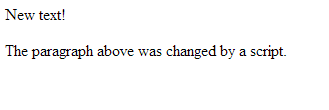 New text!
The paragraph above was changed by a script.